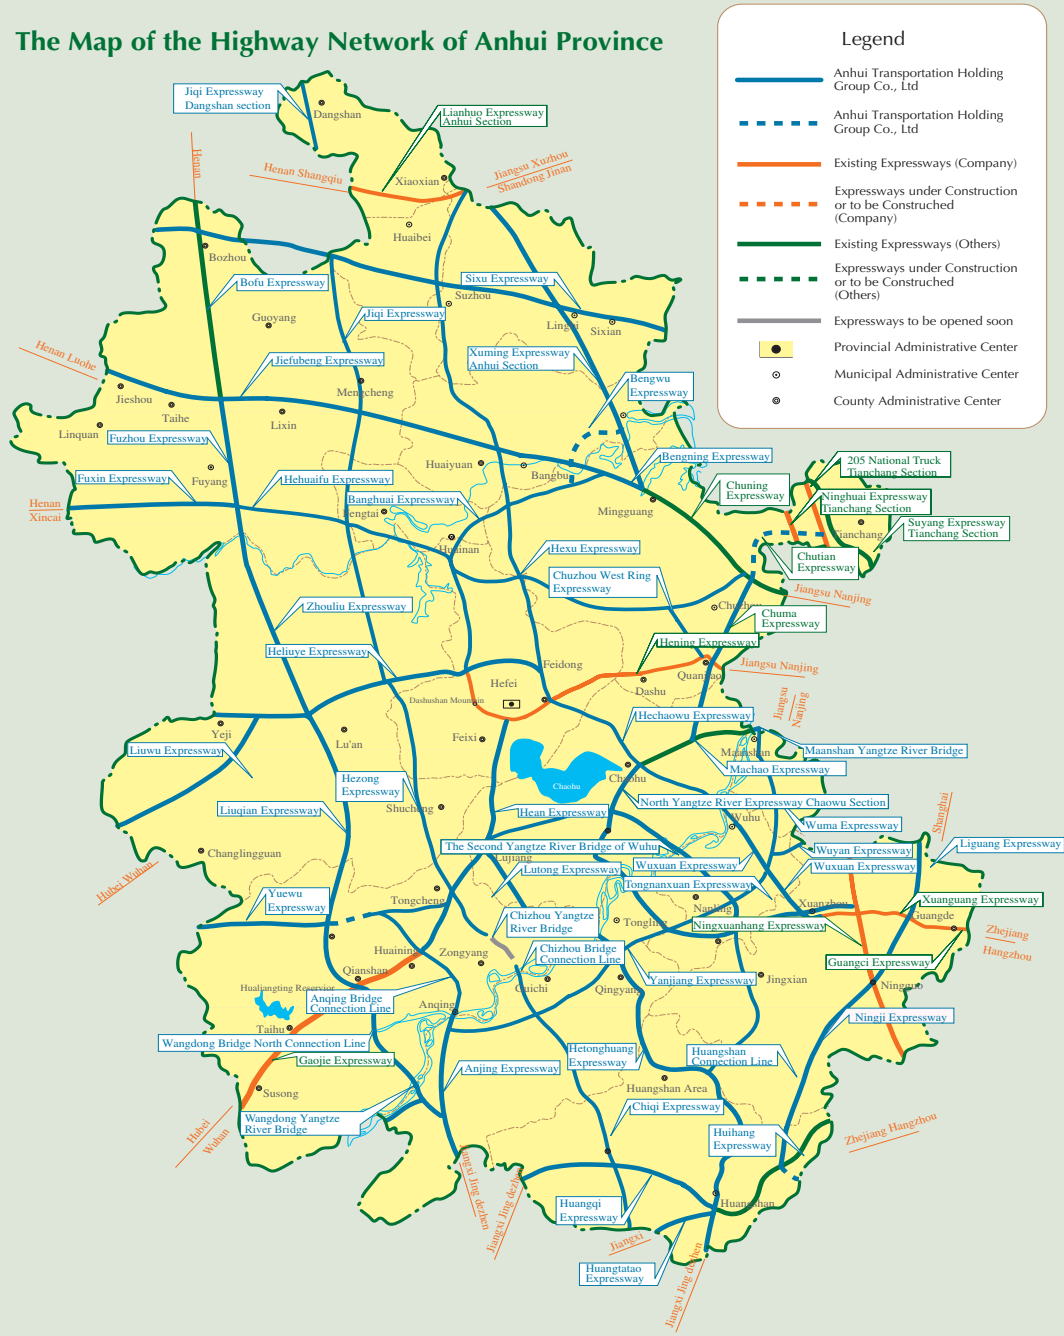 The Map of the Highway Network of Anhui Province
Legend
Anhui Transportation Holding
Group Co., Ltd
Anhui Transportation Holding
Group Co., Ltd
Existing Expressways (Company)
Expressways under Construction
or to be Construched
(Company)
Existing Expressways (Others)
Expressways under Construction
or to be Construched
(Others)
Expressways to be opened soon
Provincial Administrative Center
Municipal Administrative Center
County Administrative Center
Jiqi Expressway
Dangshan section
Dangshan
Lianhuo Expressway
Anhui Section
Henan
Henan Shangqiu
Xiaoxian
Jiangsu Xuzhou
Shandong Jinan
Huaibei
Bozhou
Bofu Expressway
Sixu Expressway
Suzhou
Guoyang
Jiqi Expressway
Lingbi
Sixian
Henan Luohe
Jiefubeng Expressway
Xuming Expressway
Anhui Section
Bengwu
Expressway
Jieshou
Mengcheng
Taihe
Lixin
Linquan
Fuzhou Expressway
Fuyang
Huaiyuan
Bangbu
Bengning Expressway
205 National Truck
Tianchang Section
Fuxin Expressway
Hehuaifu Expressway
Chuning
Expressway
Ninghuai Expressway
Tianchang Section
Henan
Xincai
Banghuai Expressway
Fengtai
Mingguang
Suyang Expressway
Tianchang Section
Tianchang
Huainan
Hexu Expressway
Chutian
Expressway
Chuzhou West Ring
Expressway
Jiangsu Nanjing
Zhouliu Expressway
Chuzhou
Chuma
Expressway
Heliuye Expressway
Hening Expressway
Feidong
Jiangsu Nanjing
Quanjiao
Hefei
Dashu
Dashushan Mountain
Jiangsu
Nanjing
Yeji
Lu'an
Feixi
Hechaowu Expressway
Maanshan
Liuwu Expressway
Maanshan Yangtze River Bridge
Hezong
Expressway
Chaohu
Chaohu
Machao Expressway
Liuqian Expressway
Shucheng
North Yangtze River Expressway Chaowu Section
Hean Expressway
Wuhu
Wuma Expressway
Shanghai
The Second Yangtze River Bridge of Wuhu
Wuyan Expressway
Liguang Expressway
Changlingguan
Lujiang
Wuxuan Expressway
Wuxuan Expressway
Hubei Wuhan
Lutong Expressway
Tongnanxuan Expressway
Yuewu
Expressway
Tongcheng
Nanling
Xuanzhou
Xuanguang Expressway
Chizhou Yangtze
River Bridge
Tongling
Ningxuanhang Expressway
Guangde
Zhejiang
Hangzhou
Huaining
Zongyang
Chizhou Bridge
Connection Line
Guangci Expressway
Qianshan
Hualiangting Reservior
Guichi
Qingyang
Yanjiang Expressway
Jingxian
Ningguo
Anqing Bridge
Connection Line
Anqing
Taihu
Ningji Expressway
Wangdong Bridge North Connection Line
Gaojie Expressway
Hetonghuang
Expressway
Huangshan
Connection Line
Anjing Expressway
Susong
Huangshan Area
Wangdong Yangtze
River Bridge
Chiqi Expressway
Hubei
Wuhan
Huihang
Expressway
Zhejiang Hangzhou
Jiangxi Jing dezhen
Huangqi
Expressway
Huangshan
Jiangxi
Huangtatao
Expressway
Jiangxi Jing dezhen